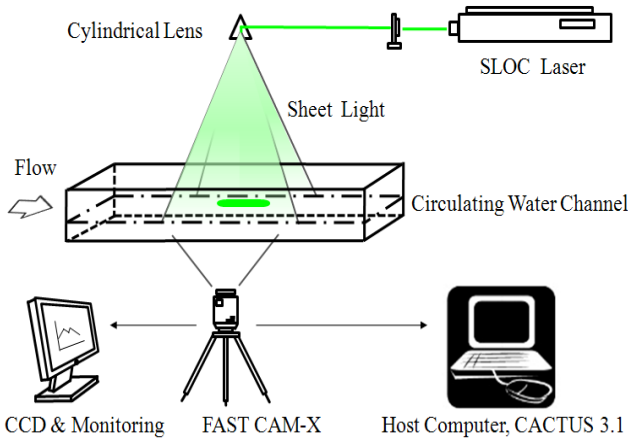 Cylindrical Lens
SLOC Laser
Sheet Light
Flow
Circulating Water Channel
CCD & Monitoring
FAST CAM-X
Host Computer, CACTUS 3.1